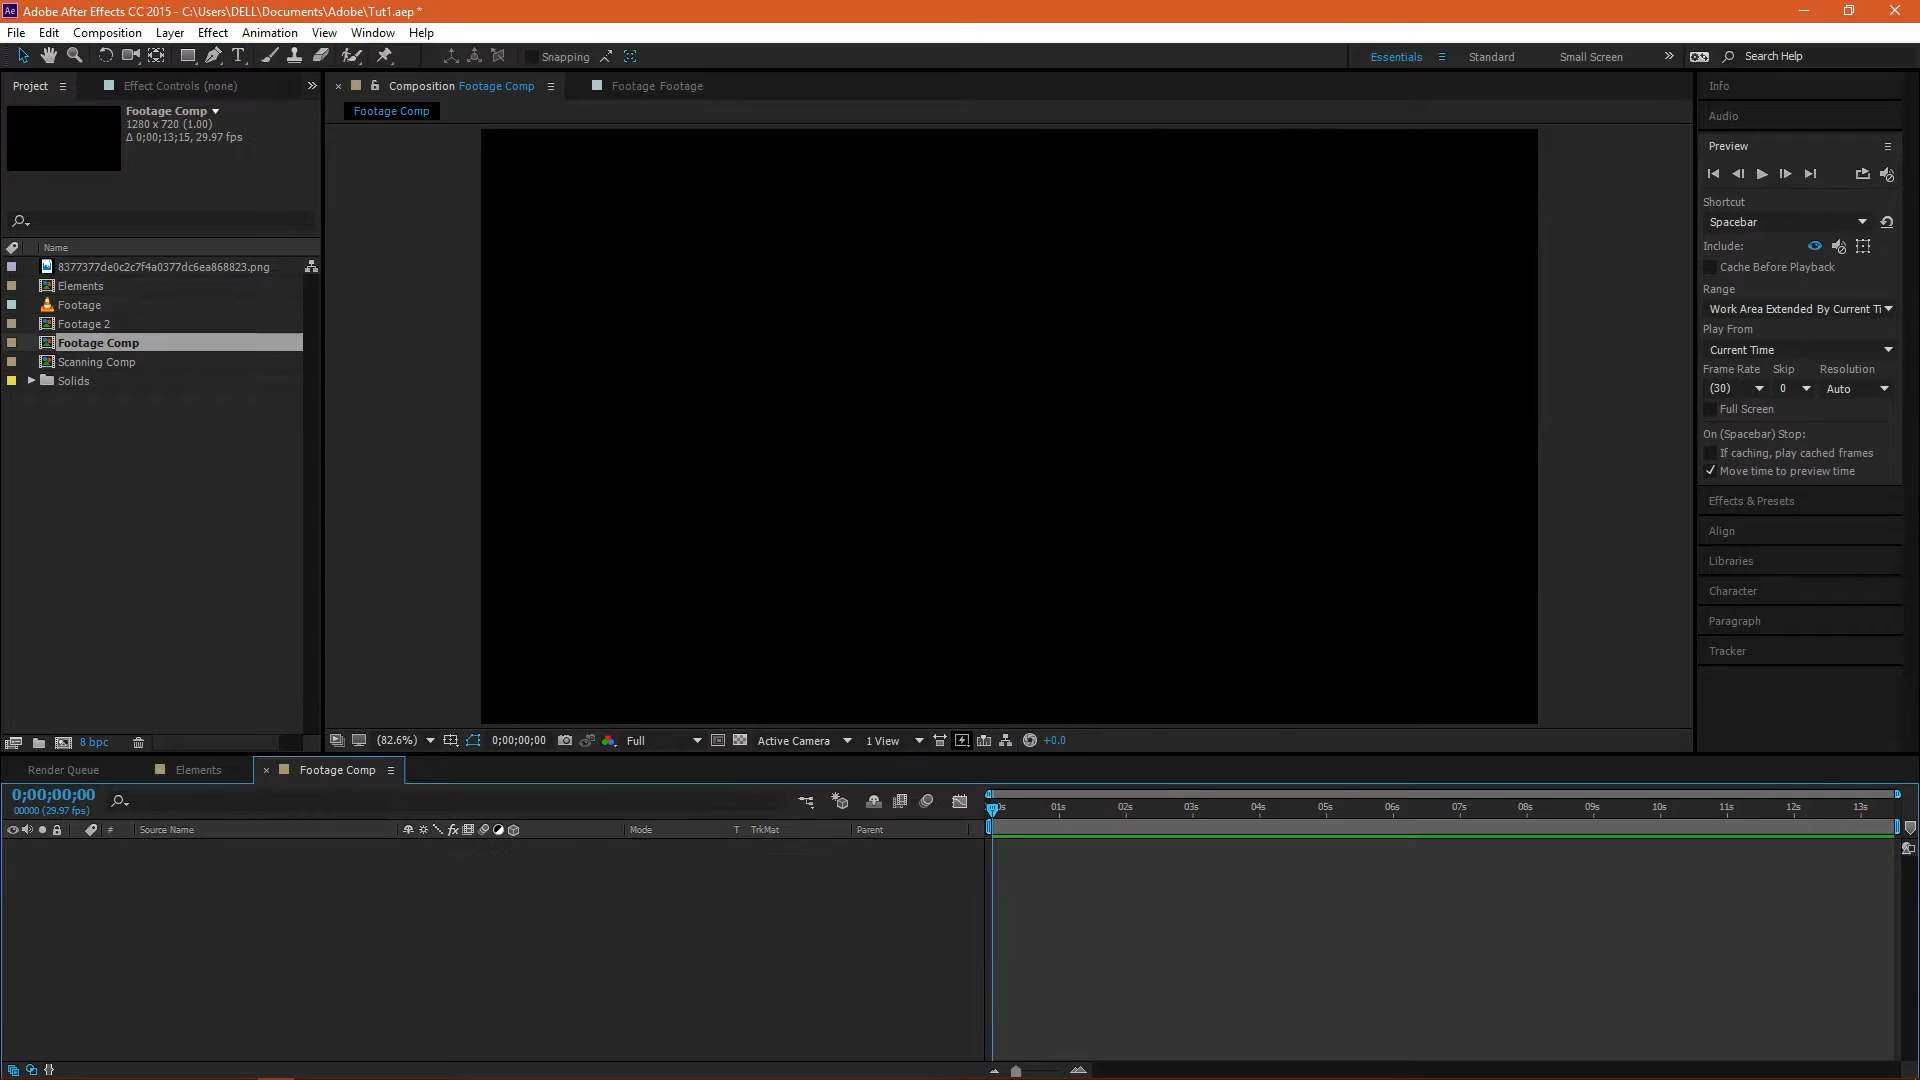 Ae Adobe After Effects CC 2015 - C:\Users\DELL\Documents\Adobe\Tut1.aep *
File Edit Composition Layer Effect Animation View Window Help
T Snapping Essentials Standard Small Screen Search Help
Project Effect Controls (none) Composition Footage Comp Footage Footage
Footage Comp
1280 x 720 (1.00)
Δ 0;00;13;15, 29.97 fps
Footage Comp
Name
8377377de0c2c7f4a0377dc6ea868823.png
Elements
Footage
Footage 2
Footage Comp
Scanning Comp
Solids
8 bpc
(82.6%) 0;00;00;00 Full Active Camera 1 View +0.0
Info
Audio
Preview
Shortcut
Spacebar
Include:
Cache Before Playback
Range
Work Area Extended By Current Ti
Play From
Current Time
Frame Rate Skip Resolution
(30) 0 Auto
Full Screen
On (Spacebar) Stop:
If caching, play cached frames
Move time to preview time
Effects & Presets
Align
Libraries
Character
Paragraph
Tracker
Render Queue Elements Footage Comp
0;00;00;00
00000 (29.97 fps)
# Source Name fx Mode T TrkMat Parent
0s 01s 02s 03s 04s 05s 06s 07s 08s 09s 10s 11s 12s 13s